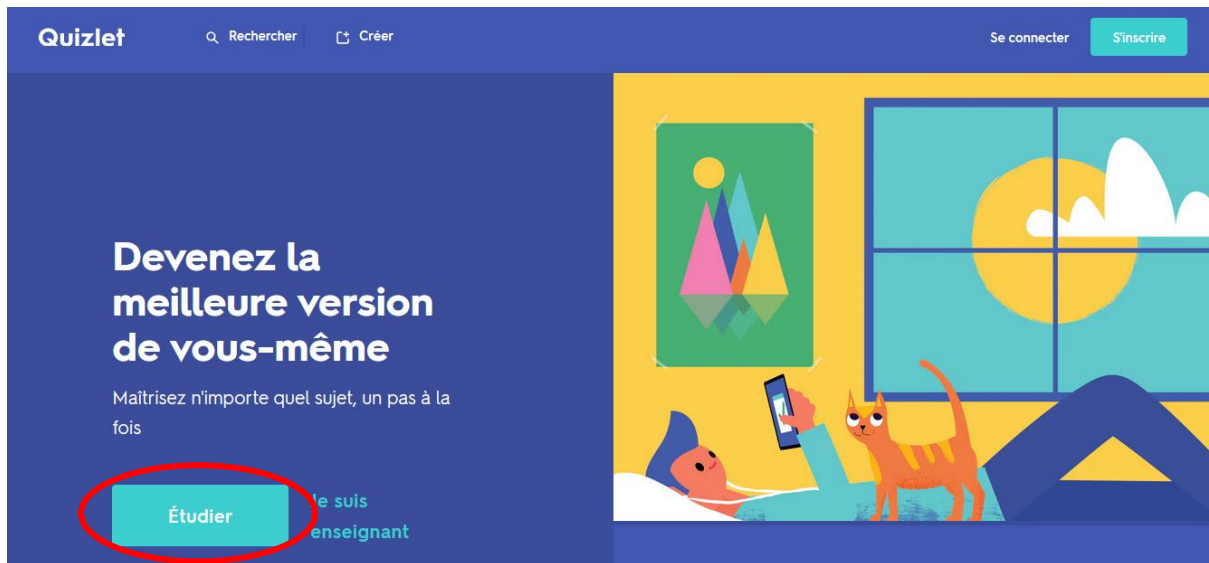 Quizlet
Rechercher
Créer
Se connecter
S'inscrire
Devenez la
meilleure version
de vous-même
Maîtrisez n'importe quel sujet, un pas à la
fois
Étudier
Je suis
enseignant